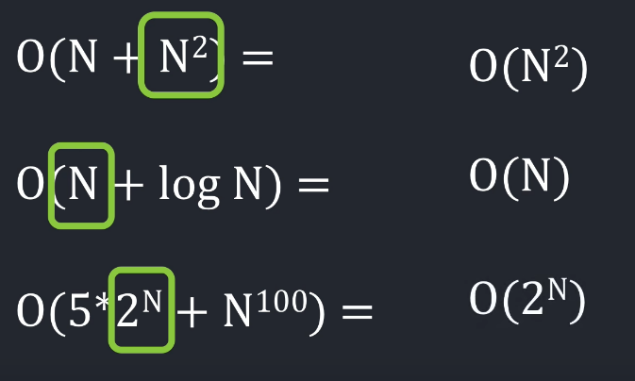 O(N + N²) = O(N²)
O(N + log N) = O(N)
O(5*2ᴺ + N¹⁰⁰) = O(2ᴺ)